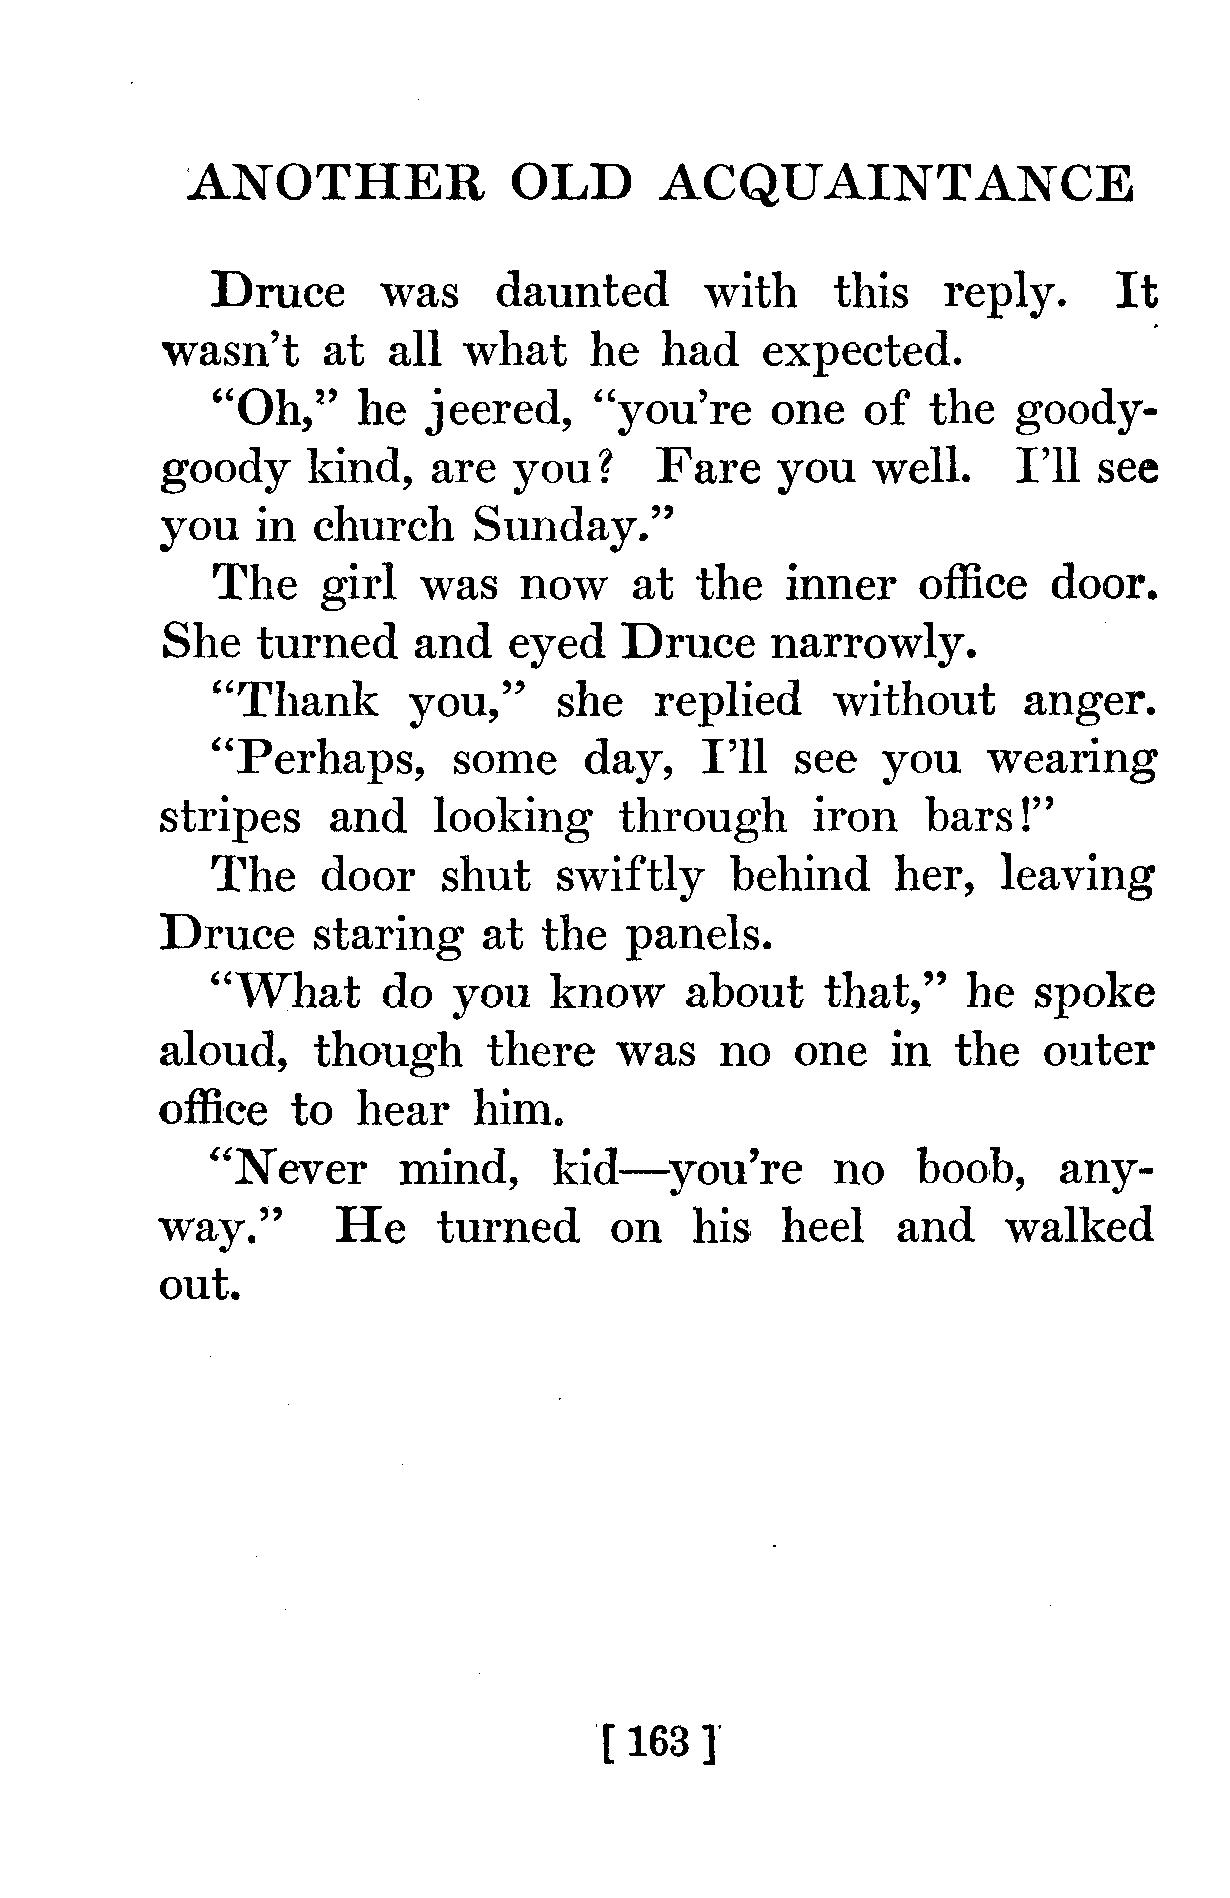 ANOTHER OLD ACQUAINTANCE
Druce was daunted with this reply. It
wasn't at all what he had expected.
“Oh,” he jeered, “you're one of the goody-
goody kind, are you? Fare you well. I'll see
you in church Sunday.”
The girl was now at the inner office door.
She turned and eyed Druce narrowly.
“Thank you,” she replied without anger.
“Perhaps, some day, I'll see you wearing
stripes and looking through iron bars!”
The door shut swiftly behind her, leaving
Druce staring at the panels.
“What do you know about that,” he spoke
aloud, though there was no one in the outer
office to hear him.
“Never mind, kid—you're no boob, any-
way.” He turned on his heel and walked
out.
[ 163 ]